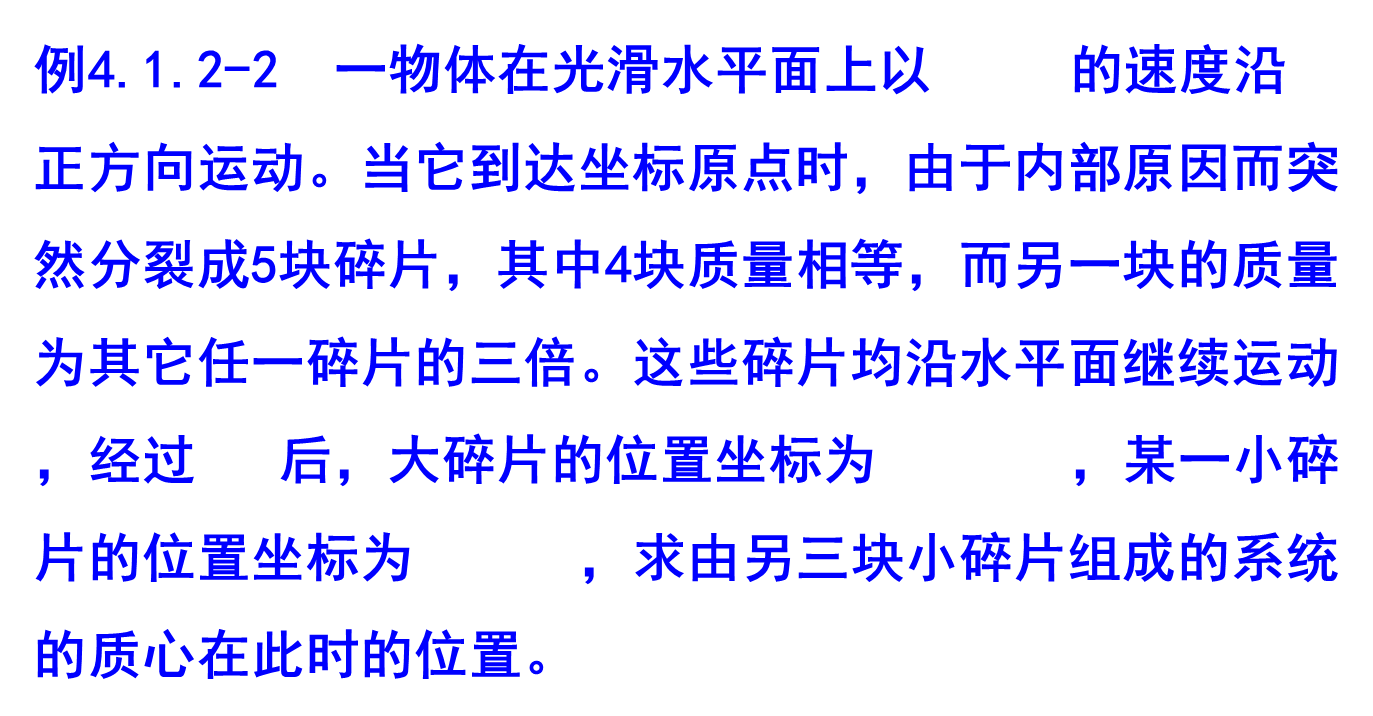 例4.1.2-2 一物体在光滑水平面上以 的速度沿
正方向运动。当它到达坐标原点时，由于内部原因而突
然分裂成5块碎片，其中4块质量相等，而另一块的质量
为其它任一碎片的三倍。这些碎片均沿水平面继续运动
，经过 后，大碎片的位置坐标为 ，某一小碎
片的位置坐标为 ，求由另三块小碎片组成的系统
的质心在此时的位置。